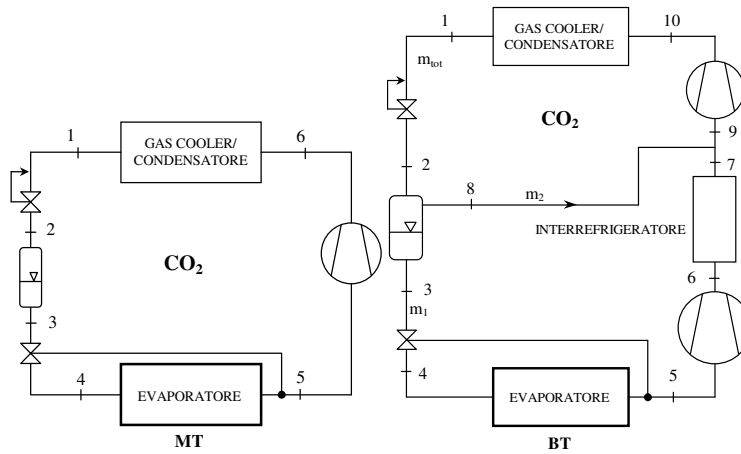 1
GAS COOLER/
CONDENSATORE
6
2
CO₂
3
4
EVAPORATORE
5
MT
1
GAS COOLER/
CONDENSATORE
10
m_tot
CO₂
9
2
7
8
m₂
INTERREFRIGERATORE
6
3
m₁
4
EVAPORATORE
5
BT